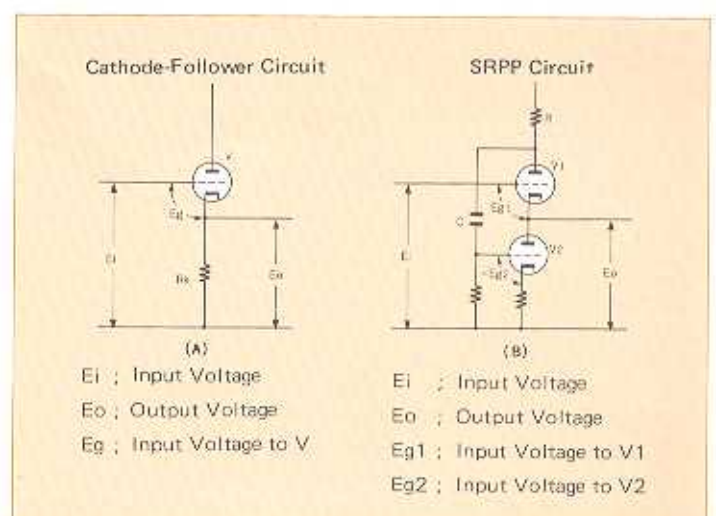 Cathode-Follower Circuit
SRPP Circuit
V
Eg
Ei
Rk
Eo
(A)
R
V1
Eg1
C
V2
Eg2
Ei
Eo
(B)
Ei ; Input Voltage
Eo ; Output Voltage
Eg ; Input Voltage to V
Ei ; Input Voltage
Eo ; Output Voltage
Eg1 ; Input Voltage to V1
Eg2 ; Input Voltage to V2